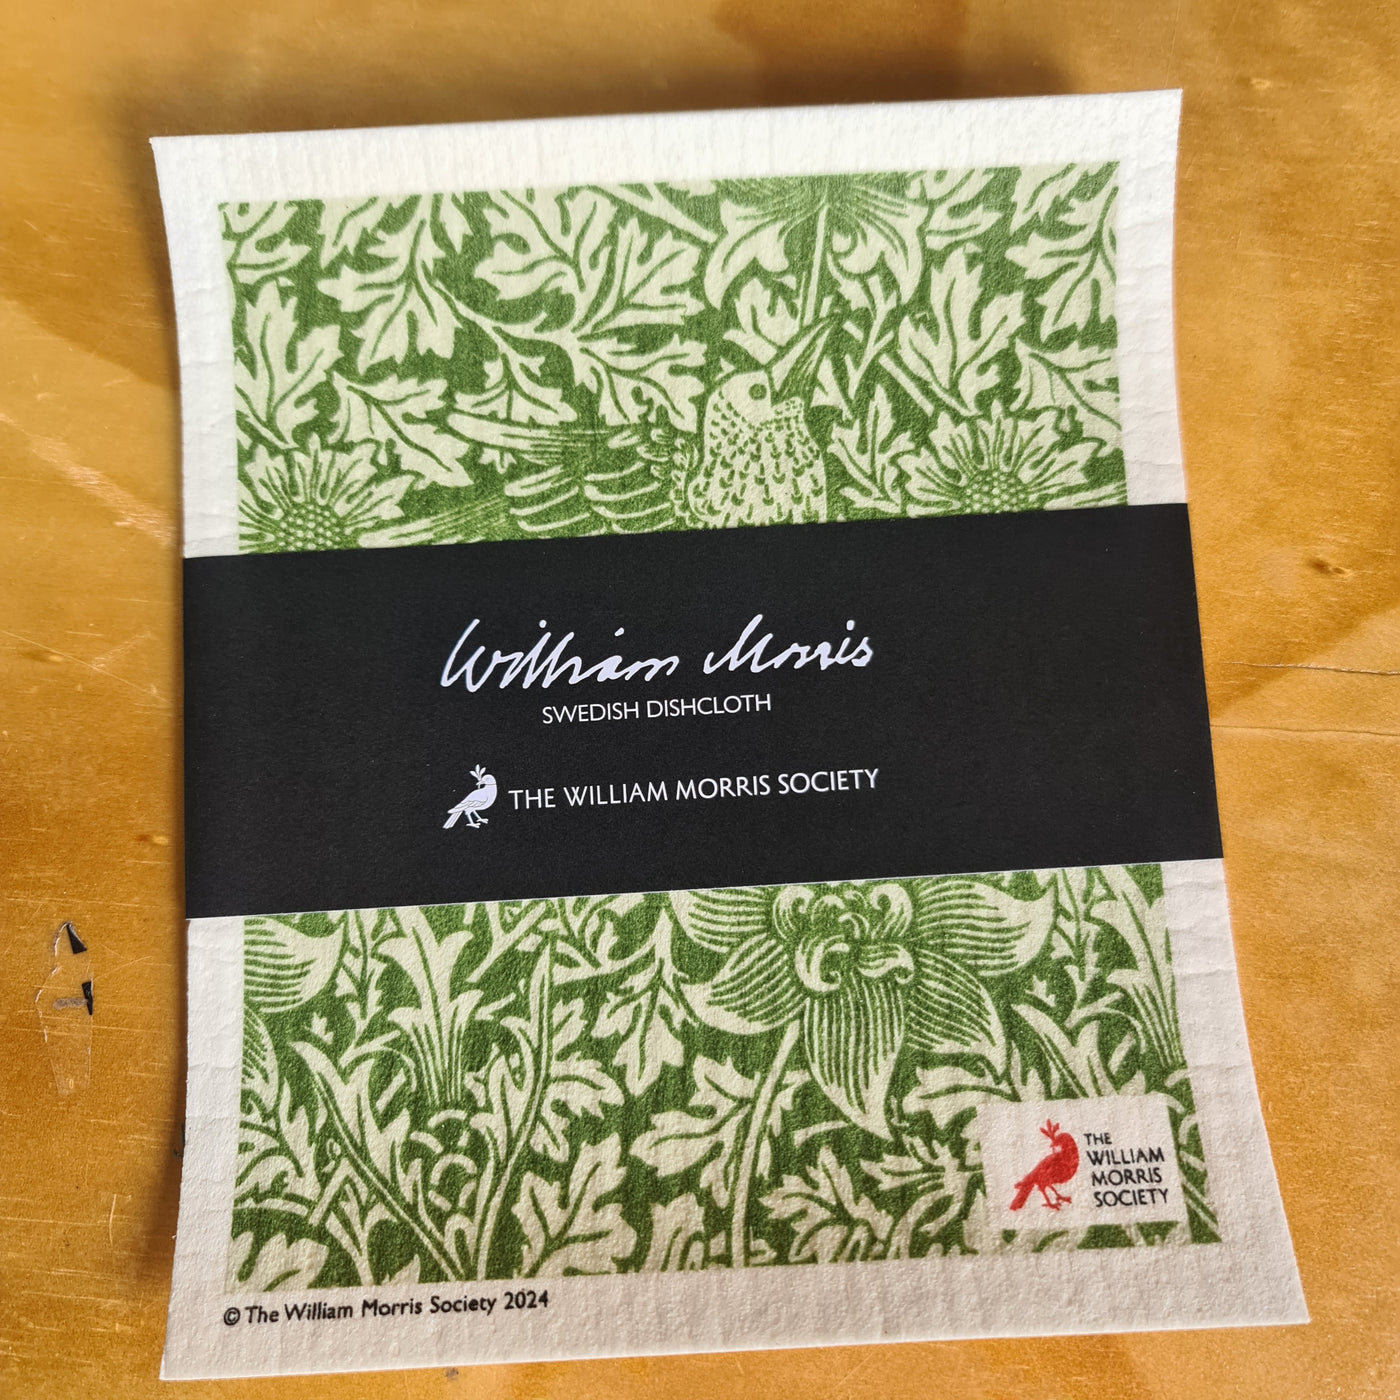 William Morris
SWEDISH DISHCLOTH
THE WILLIAM MORRIS SOCIETY
THE
WILLIAM
MORRIS
SOCIETY
© The William Morris Society 2024